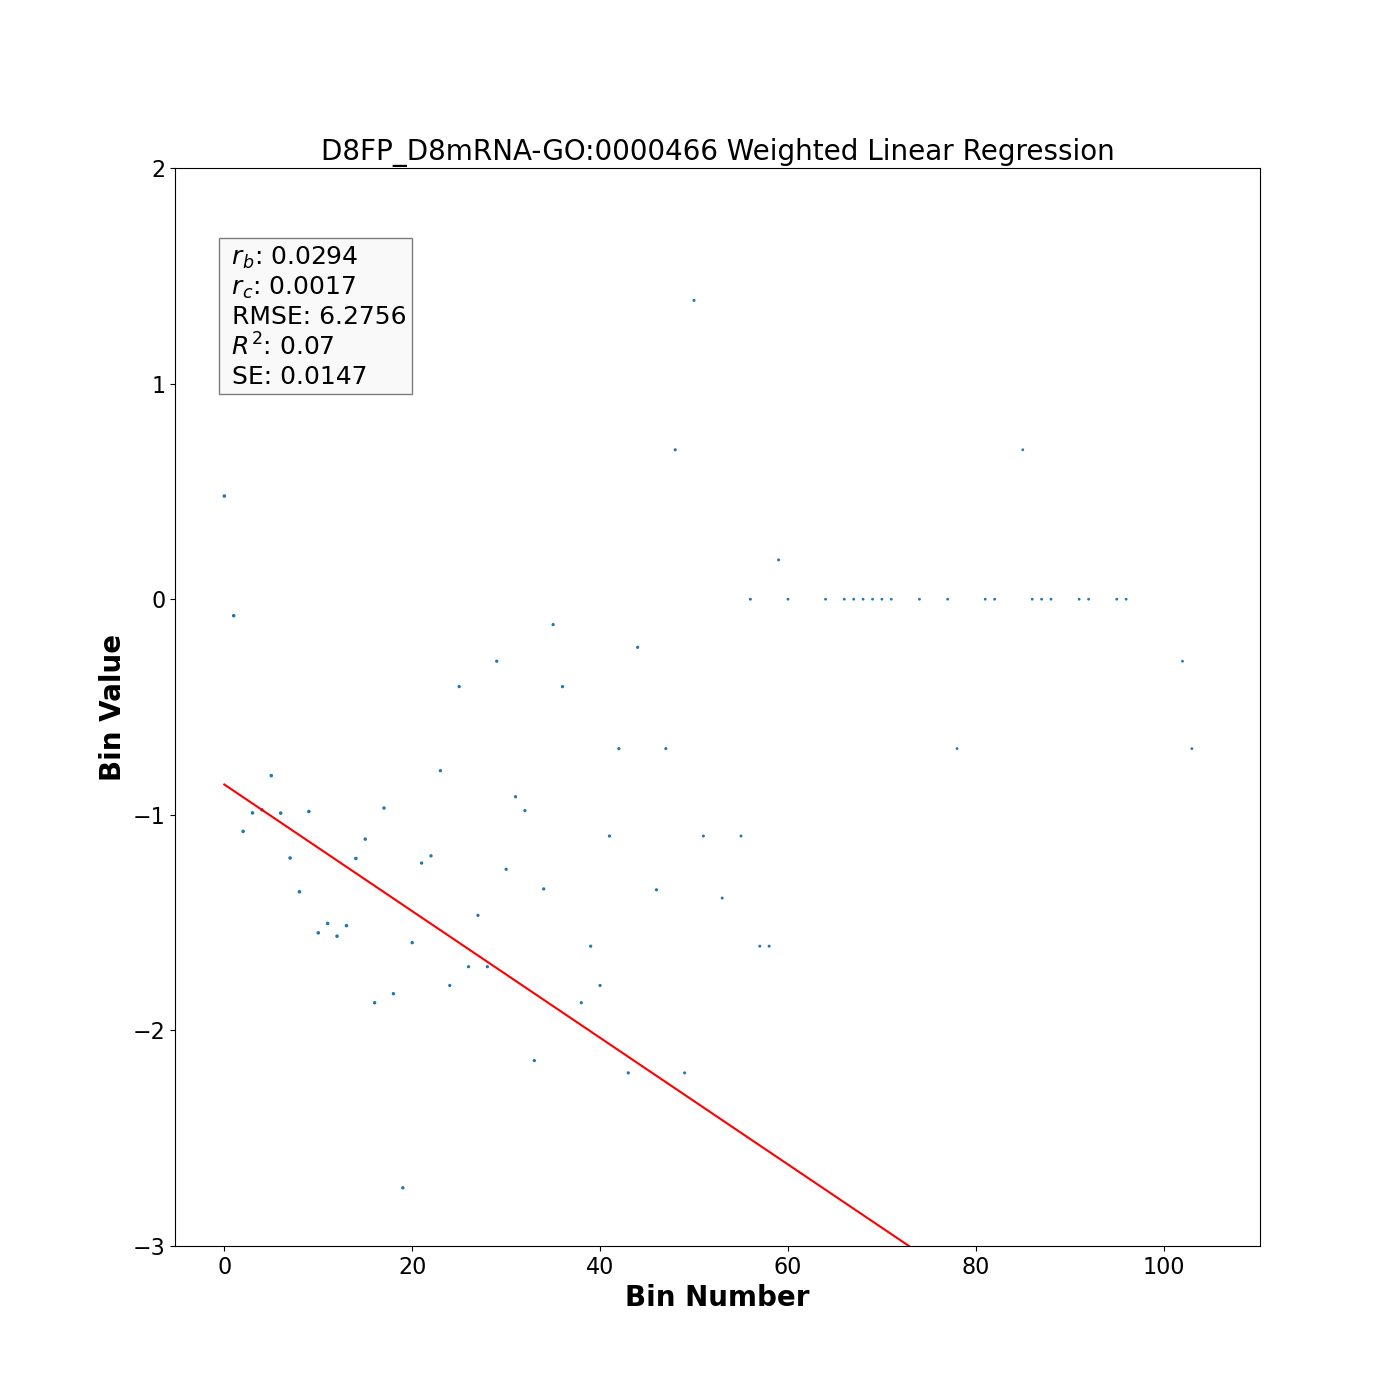 D8FP_D8mRNA-GO:0000466 Weighted Linear Regression
2
r_b: 0.0294
r_c: 0.0017
RMSE: 6.2756
R²: 0.07
SE: 0.0147
1
0
−1
−2
−3
Bin Value
0 20 40 60 80 100
Bin Number